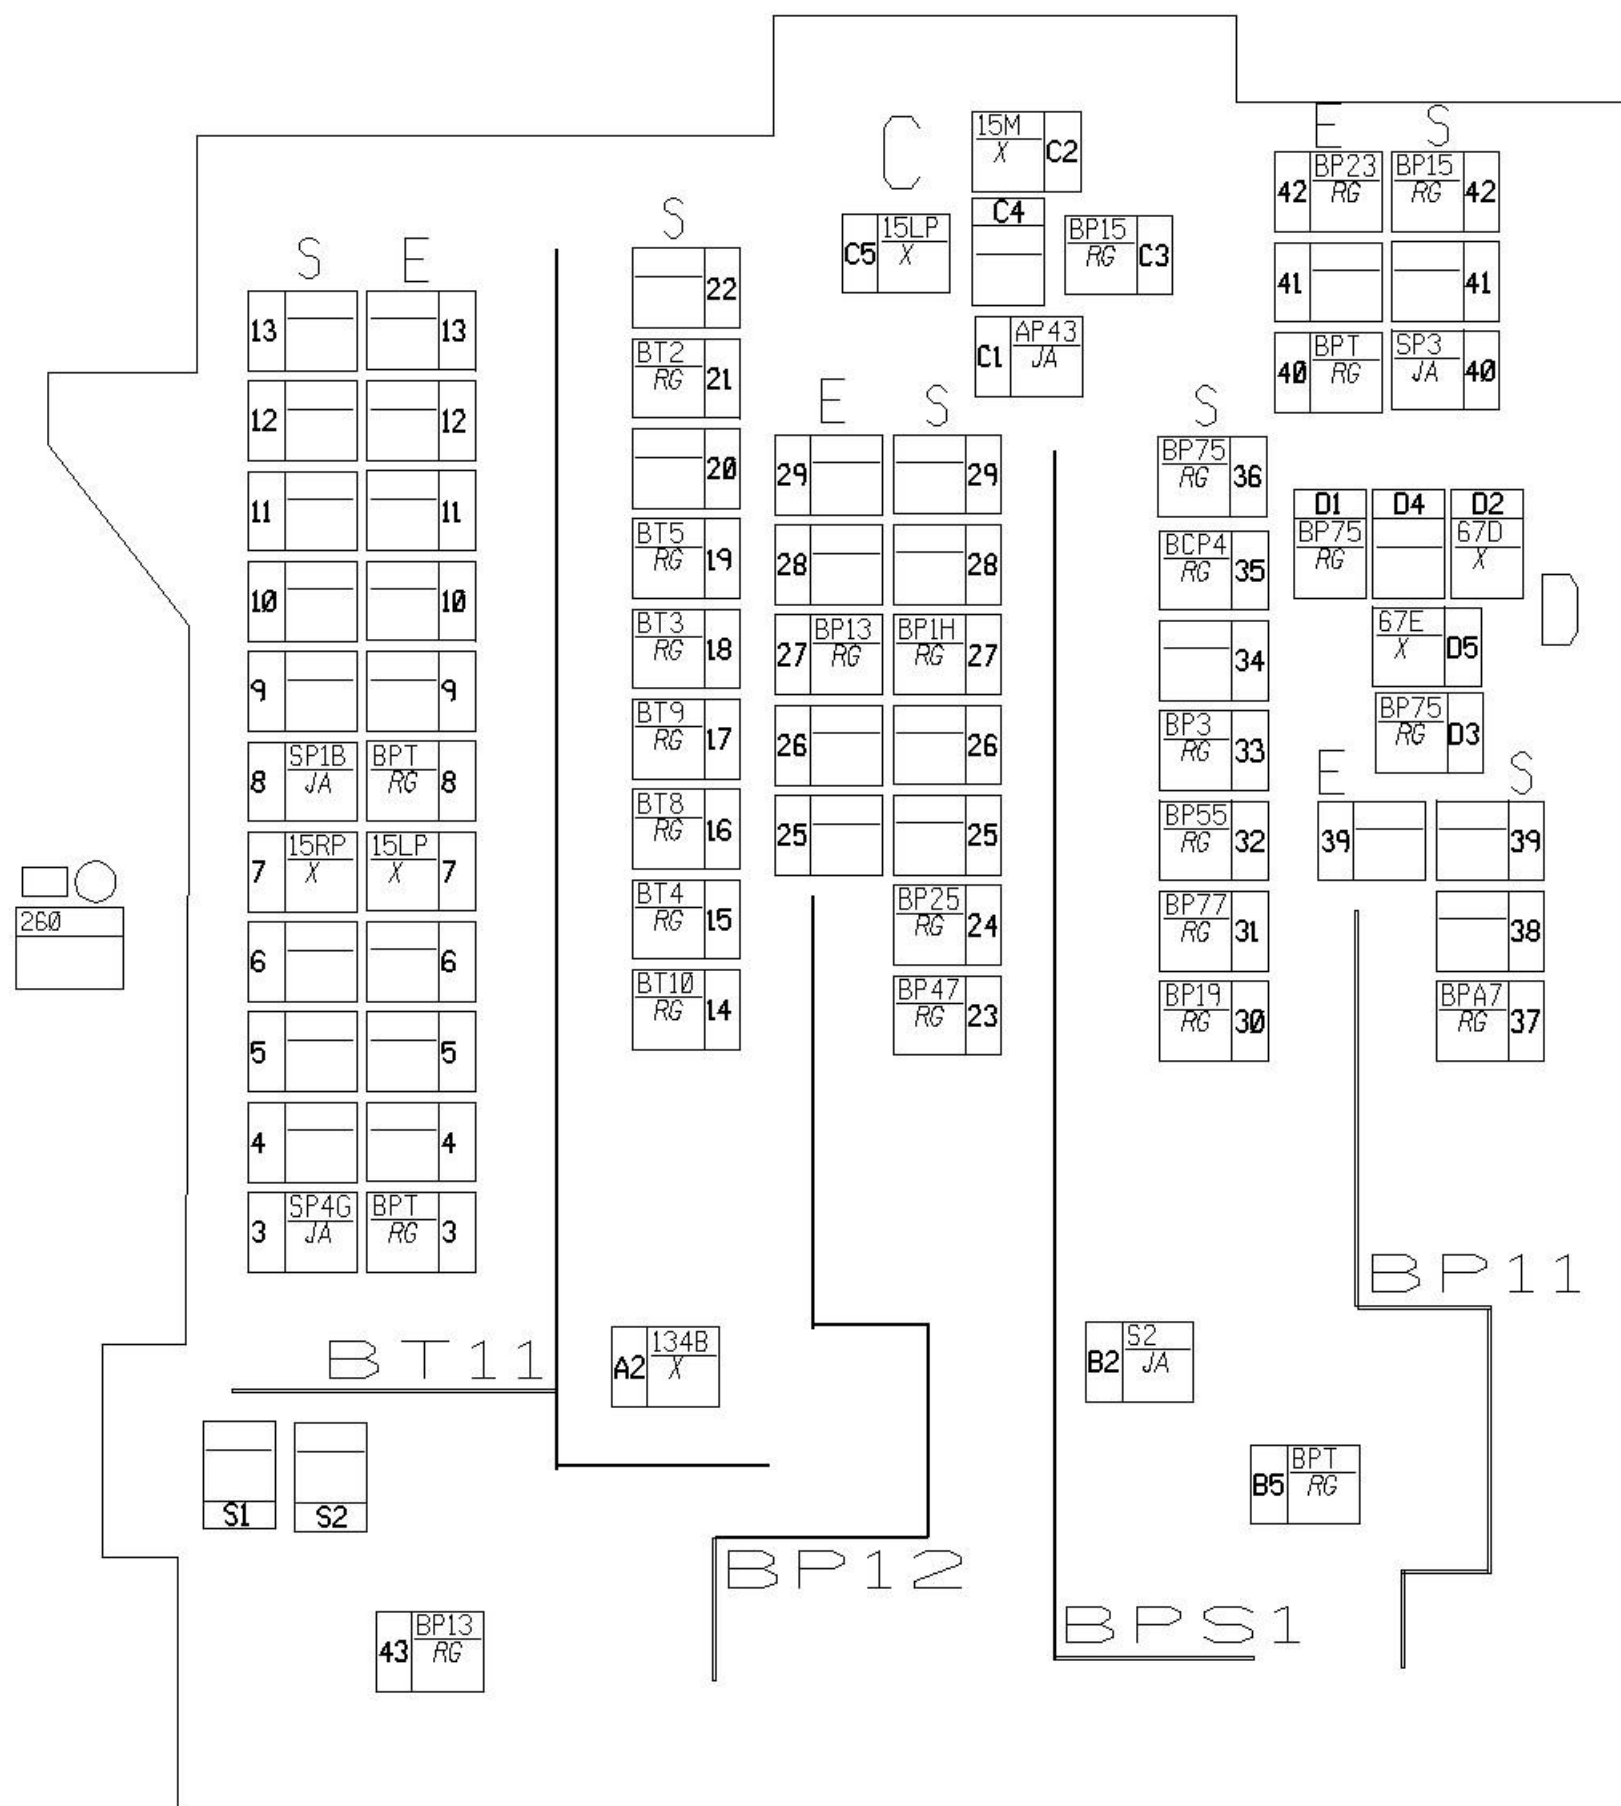 C
15M
X
C2
E
S
42
BP23
RG
BP15
RG
42
C4
C5
15LP
X
BP15
RG
C3
41
41
C1
AP43
JA
40
BPT
RG
SP3
JA
40
S
E
13
13
12
12
11
11
10
10
9
9
8
SP1B
JA
BPT
RG
8
7
15RP
X
15LP
X
7
6
6
5
5
4
4
3
SP4G
JA
BPT
RG
3
260
S
22
BT2
RG
21
20
BT5
RG
19
BT3
RG
18
BT9
RG
17
BT8
RG
16
BT4
RG
15
BT10
RG
14
E
S
29
29
28
28
27
BP13
RG
BP1H
RG
27
26
26
25
25
BP25
RG
24
BP47
RG
23
S
BP75
RG
36
BCP4
RG
35
34
BP3
RG
33
BP55
RG
32
BP77
RG
31
BP19
RG
30
D1
BP75
RG
D4
D2
67D
X
D
67E
X
D5
BP75
RG
D3
E
S
39
39
38
BPA7
RG
37
BP11
BT11
A2
134B
X
B2
S2
JA
S1
S2
B5
BPT
RG
BP12
BPS1
43
BP13
RG